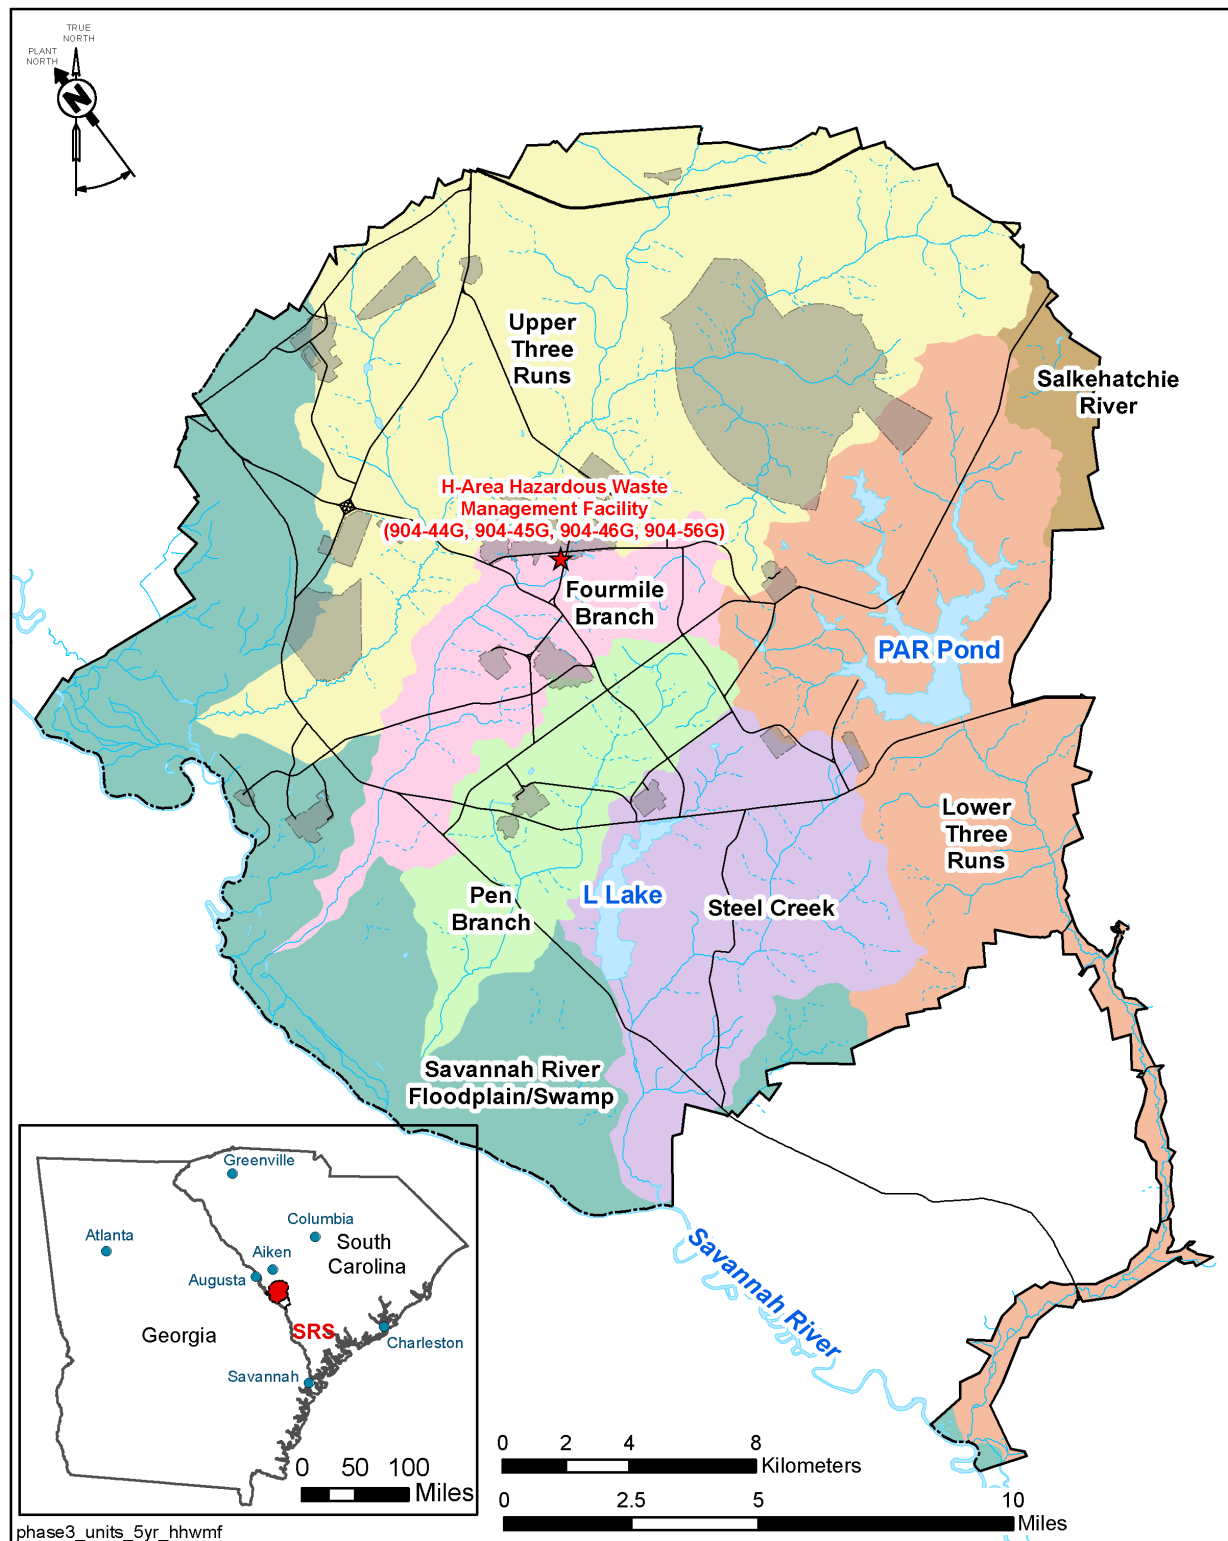 TRUE
NORTH
PLANT
NORTH
N
Upper
Three
Runs
Salkehatchie
River
H-Area Hazardous Waste
Management Facility
(904-44G, 904-45G, 904-46G, 904-56G)
Fourmile
Branch
PAR Pond
Lower
Three
Runs
Pen
Branch
L Lake
Steel Creek
Savannah River
Floodplain/Swamp
Savannah River
Greenville
Columbia
Atlanta
South
Carolina
Aiken
Augusta
SRS
Georgia
Charleston
Savannah
0 50 100
Miles
0 2 4 8
Kilometers
0 2.5 5 10
Miles
phase3_units_5yr_hhwmf